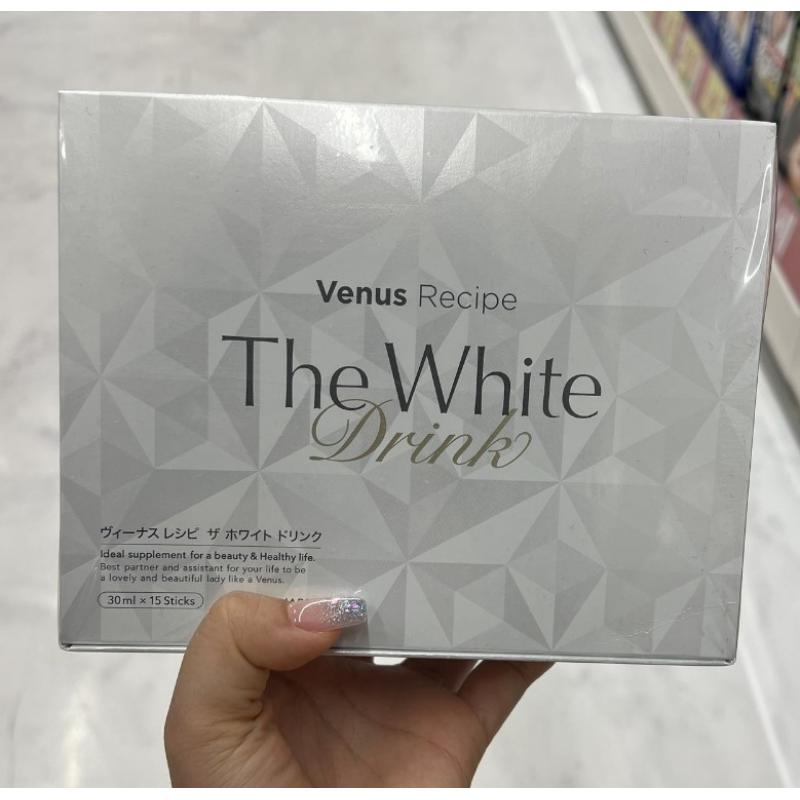 Venus Recipe
The White
Drink
ヴィーナス レシピ ザ ホワイト ドリンク
Ideal supplement for a beauty & Healthy life.
Best partner and assistant for your life to be
a lovely and beautiful lady like a Venus.
30ml × 15 Sticks